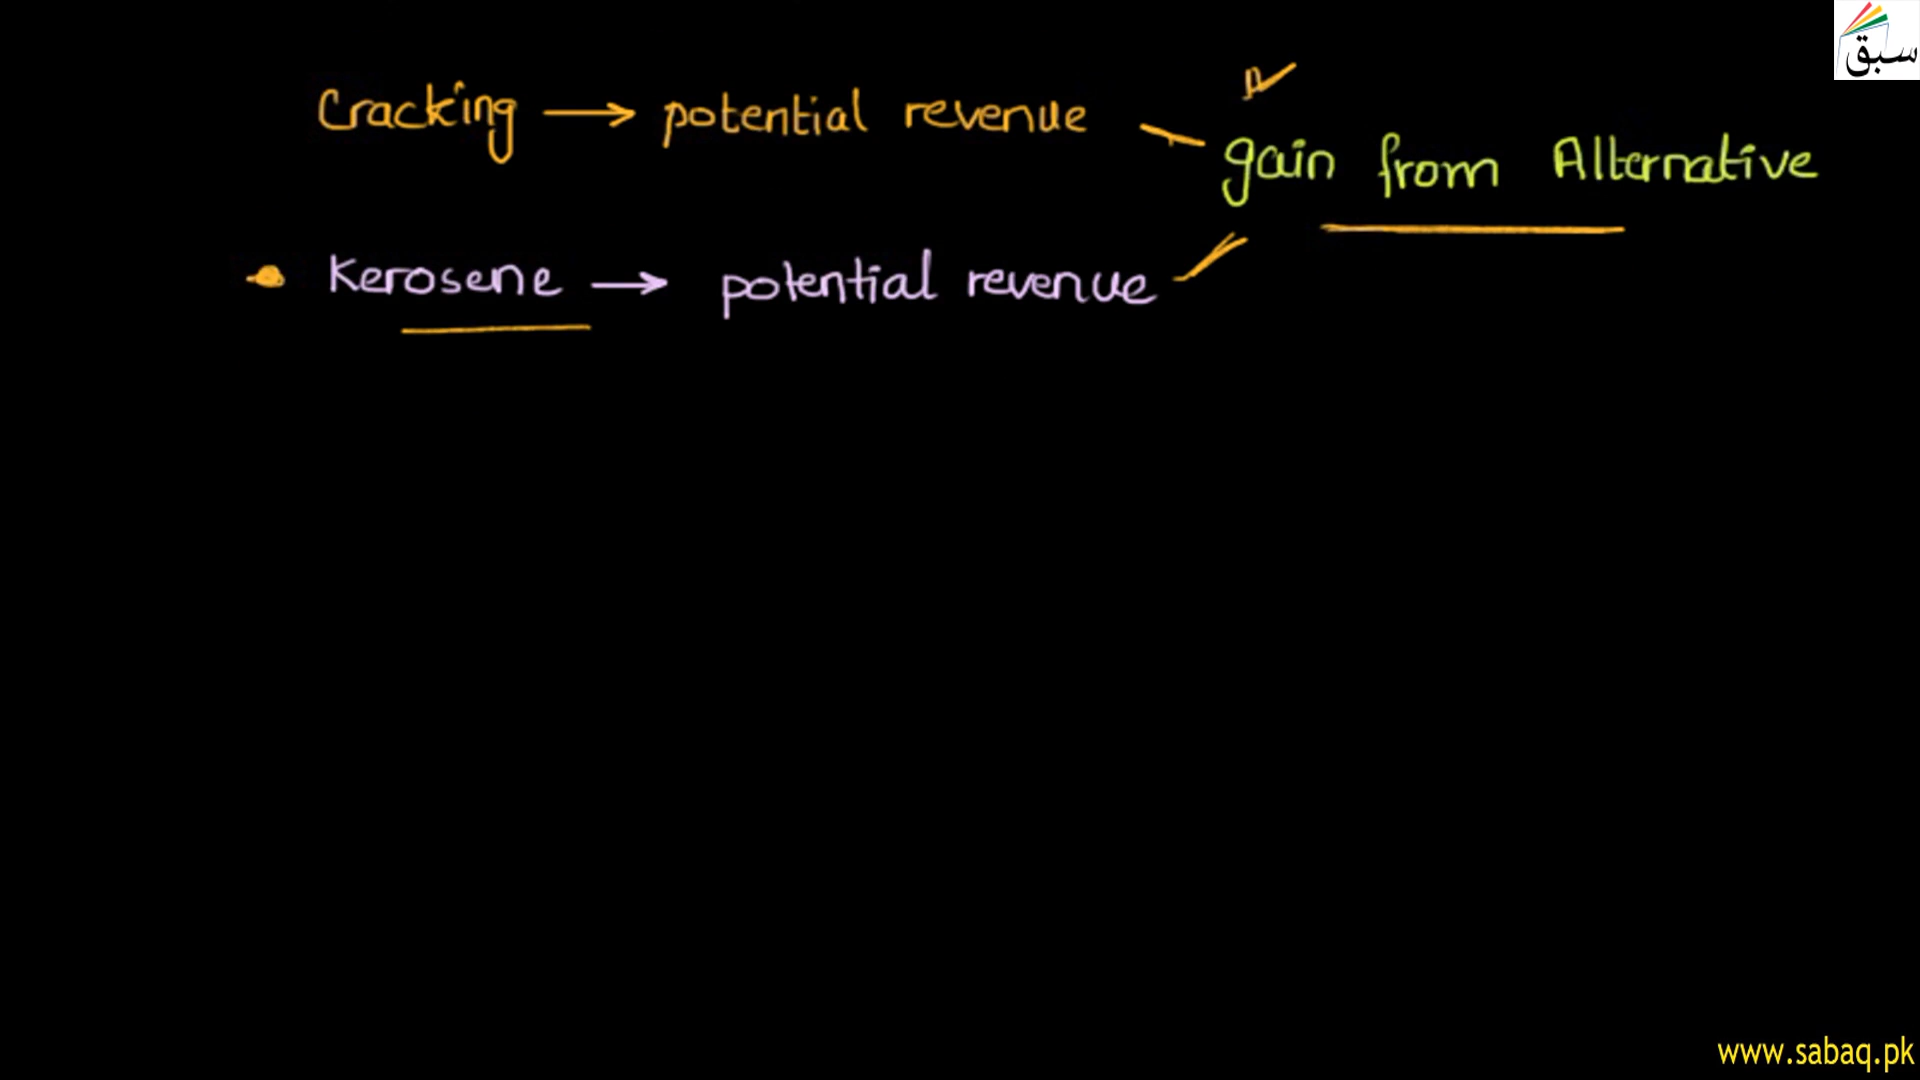 سبق
Cracking → potential revenue
gain from Alternative
Kerosene → potential revenue
www.sabaq.pk